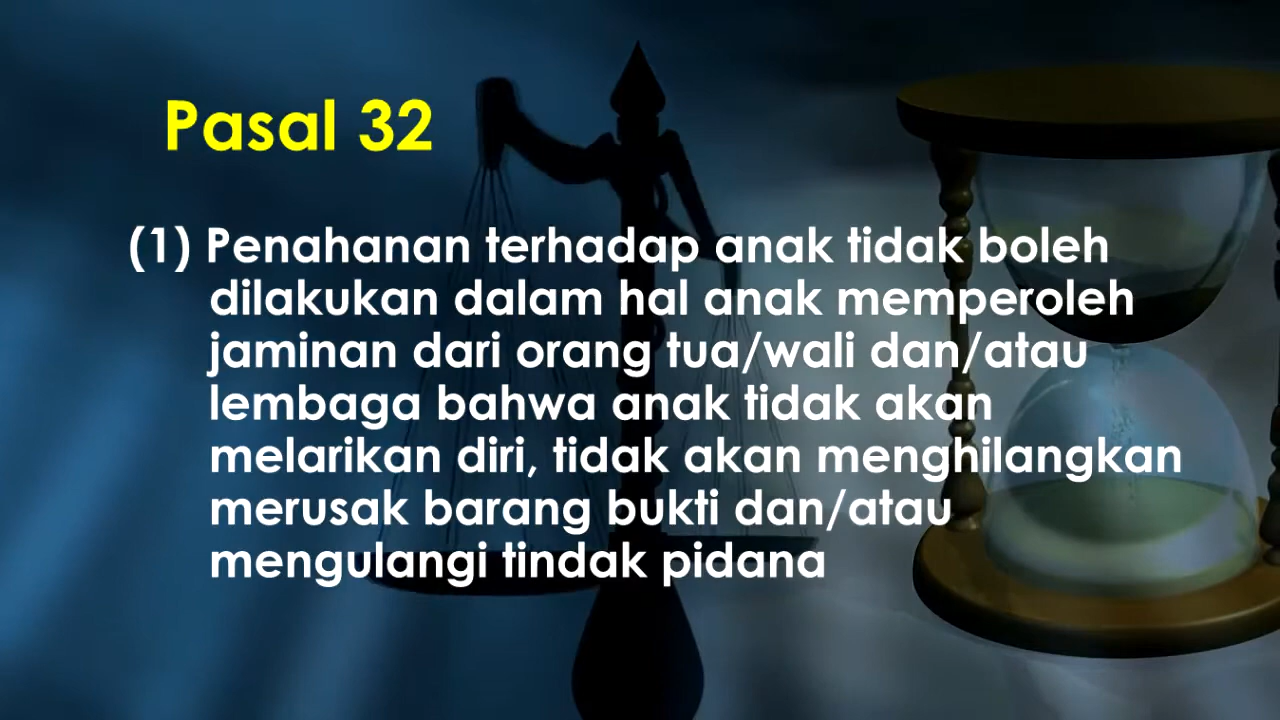 Pasal 32
(1) Penahanan terhadap anak tidak boleh
dilakukan dalam hal anak memperoleh
jaminan dari orang tua/wali dan/atau
lembaga bahwa anak tidak akan
melarikan diri, tidak akan menghilangkan
merusak barang bukti dan/atau
mengulangi tindak pidana